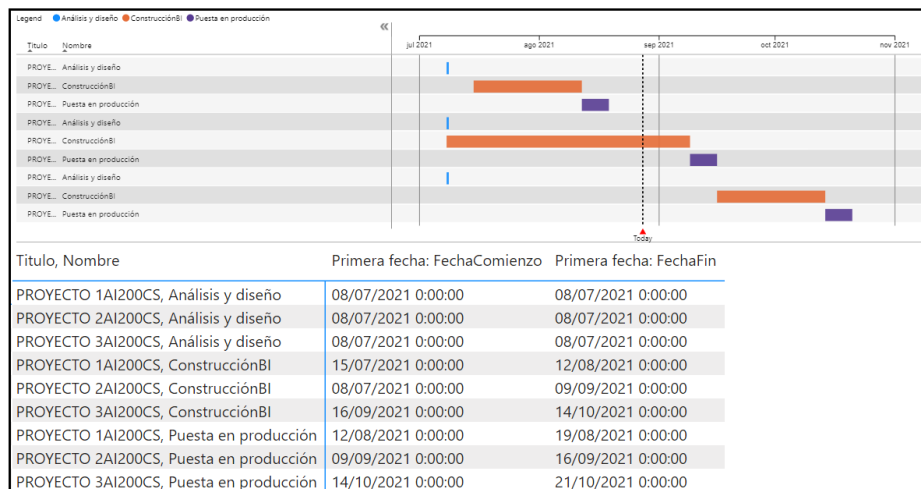 Legend Análisis y diseño ConstrucciónBI Puesta en producción
«
jul 2021 ago 2021 sep 2021 oct 2021 nov 2021
Titulo Nombre
PROYE... Análisis y diseño
PROYE... ConstrucciónBI
PROYE... Puesta en producción
PROYE... Análisis y diseño
PROYE... ConstrucciónBI
PROYE... Puesta en producción
PROYE... Análisis y diseño
PROYE... ConstrucciónBI
PROYE... Puesta en producción
Today
Titulo, Nombre Primera fecha: FechaComienzo Primera fecha: FechaFin
PROYECTO 1AI200CS, Análisis y diseño 08/07/2021 0:00:00 08/07/2021 0:00:00
PROYECTO 2AI200CS, Análisis y diseño 08/07/2021 0:00:00 08/07/2021 0:00:00
PROYECTO 3AI200CS, Análisis y diseño 08/07/2021 0:00:00 08/07/2021 0:00:00
PROYECTO 1AI200CS, ConstrucciónBI 15/07/2021 0:00:00 12/08/2021 0:00:00
PROYECTO 2AI200CS, ConstrucciónBI 08/07/2021 0:00:00 09/09/2021 0:00:00
PROYECTO 3AI200CS, ConstrucciónBI 16/09/2021 0:00:00 14/10/2021 0:00:00
PROYECTO 1AI200CS, Puesta en producción 12/08/2021 0:00:00 19/08/2021 0:00:00
PROYECTO 2AI200CS, Puesta en producción 09/09/2021 0:00:00 16/09/2021 0:00:00
PROYECTO 3AI200CS, Puesta en producción 14/10/2021 0:00:00 21/10/2021 0:00:00